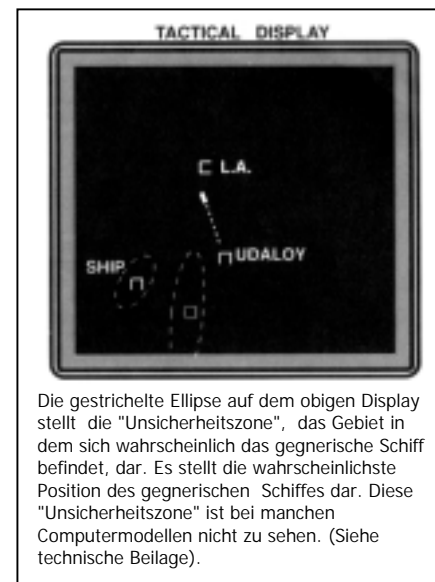 TACTICAL DISPLAY
L.A.
UDALOY
SHIP
Die gestrichelte Ellipse auf dem obigen Display
stellt die "Unsicherheitszone", das Gebiet in
dem sich wahrscheinlich das gegnerische Schiff
befindet, dar. Es stellt die wahrscheinlichste
Position des gegnerischen Schiffes dar. Diese
"Unsicherheitszone" ist bei manchen
Computermodellen nicht zu sehen. (Siehe
technische Beilage).